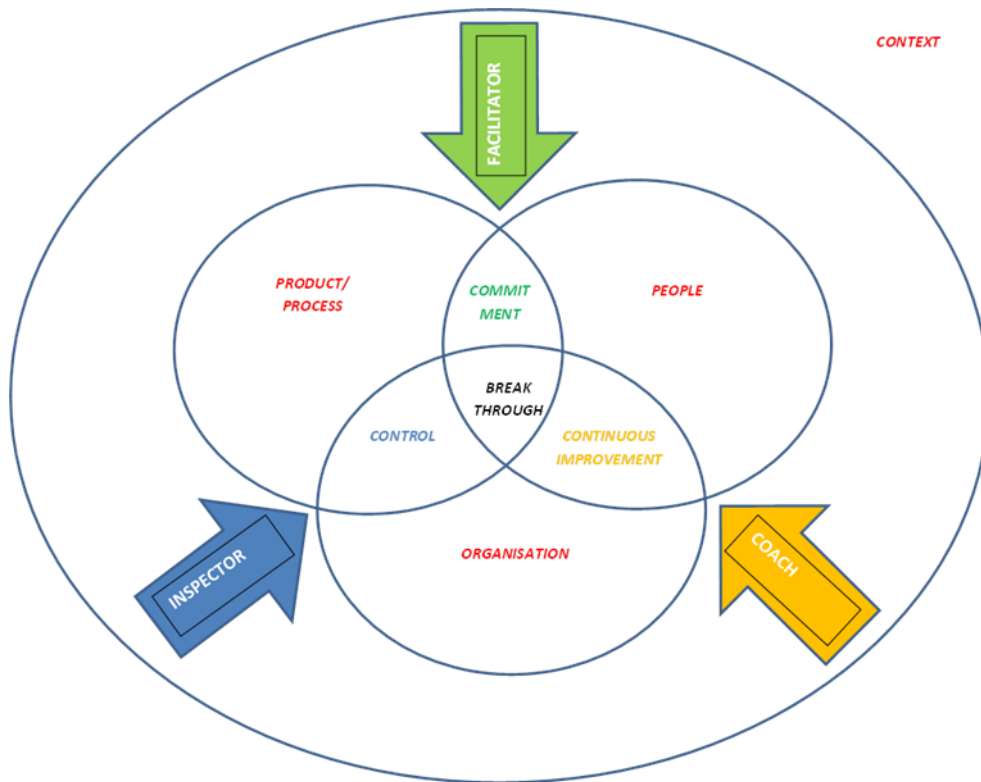 CONTEXT
FACILITATOR
PRODUCT/
PROCESS
COMMIT
MENT
PEOPLE
BREAK
THROUGH
CONTROL
CONTINUOUS
IMPROVEMENT
INSPECTOR
ORGANISATION
COACH